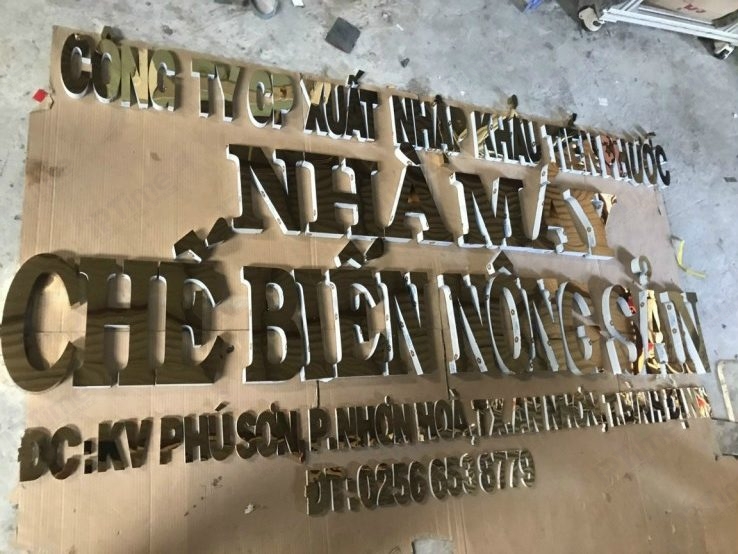 CÔNG TY CP XUẤT NHẬP KHẨU TIẾN PHƯỚC
NHÀ MÁY
CHẾ BIẾN NÔNG SẢN
ĐC: KV PHÚ SƠN, P. NHƠN HOÀ, TX. AN NHƠN, T. BÌNH ĐỊNH
ĐT: 0256 653 8779